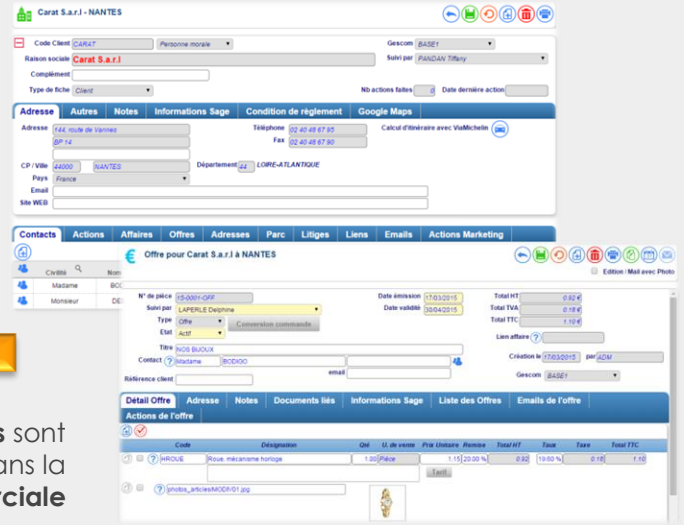 Carat S.a.r.l - NANTES
Code Client CARAT Personne morale Gescom BASE1
Raison sociale Carat S.a.r.l Suivi par PANDAN Tiffany
Complément
Type de fiche Client Nb actions faites 0 Date dernière action
Adresse Autres Notes Informations Sage Condition de règlement Google Maps
Adresse 144, route de Vannes Téléphone 02 40 48 67 95 Calcul d'itinéraire avec ViaMichelin
BP 14 Fax 02 40 48 67 90
CP / Ville 44000 NANTES Département 44 LOIRE-ATLANTIQUE
Pays France
Email
Site WEB
Contacts Actions Affaires Offres Adresses Parc Litiges Liens Emails Actions Marketing
Civilité
Madame
Monsieur
Offre pour Carat S.a.r.l à NANTES
Edition / Mail avec Photo
N° de pièce 15-0001-OFF Date émission 17/03/2015 Total HT 0.92 €
Suivi par LAPERLE Delphine Date validité 30/04/2015 Total TVA 0.18 €
Type Offre Conversion commande Total TTC 1.10 €
Etat Actif Lien affaire
Titre NOS BIJOUX
Contact Madame BODIGO Création le 17/03/2015 par ADM
email
Référence client Gescom BASE1
Détail Offre Adresse Notes Documents liés Informations Sage Liste des Offres Emails de l'offre
Actions de l'offre
Code Désignation Qté U. de vente Prix Unitaire Remise Total HT Taux Taxe Total TTC
HROUE Roue, mécanisme horloge 1.00 Pièce 1.15 20.00 % 0.92 19.60 % 0.18 1.10
Tarif
photos_articles/MODIV01.jpg
s sont
ans la
rciale